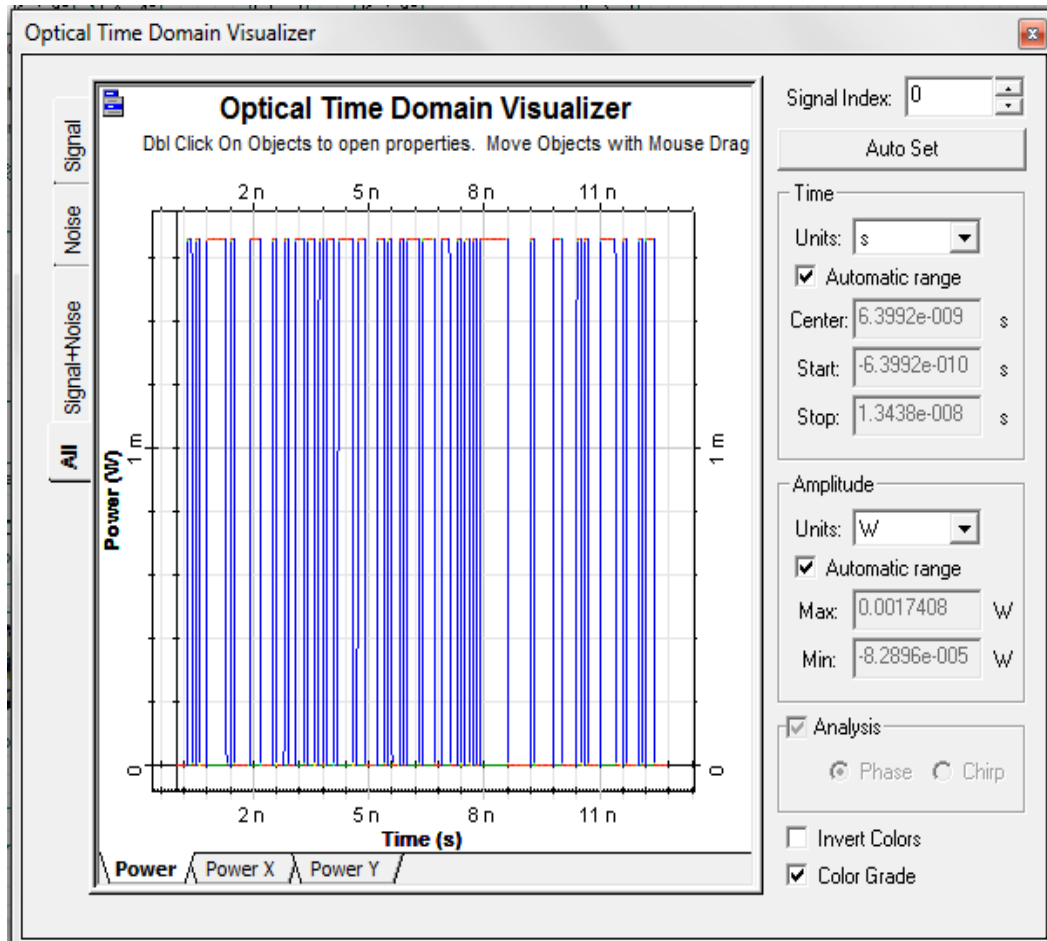 Optical Time Domain Visualizer
x
Signal
Noise
Signal+Noise
All
Optical Time Domain Visualizer
Dbl Click On Objects to open properties. Move Objects with Mouse Drag
2 n 5 n 8 n 11 n
1 m
1 m
0
0
Power (W)
2 n 5 n 8 n 11 n
Time (s)
Power Power X Power Y
Signal Index: 0
Auto Set
Time
Units: s
Automatic range
Center: 6.3992e-009 s
Start: -6.3992e-010 s
Stop: 1.3438e-008 s
Amplitude
Units: W
Automatic range
Max: 0.0017408 W
Min: -8.2896e-005 W
Analysis
Phase Chirp
Invert Colors
Color Grade